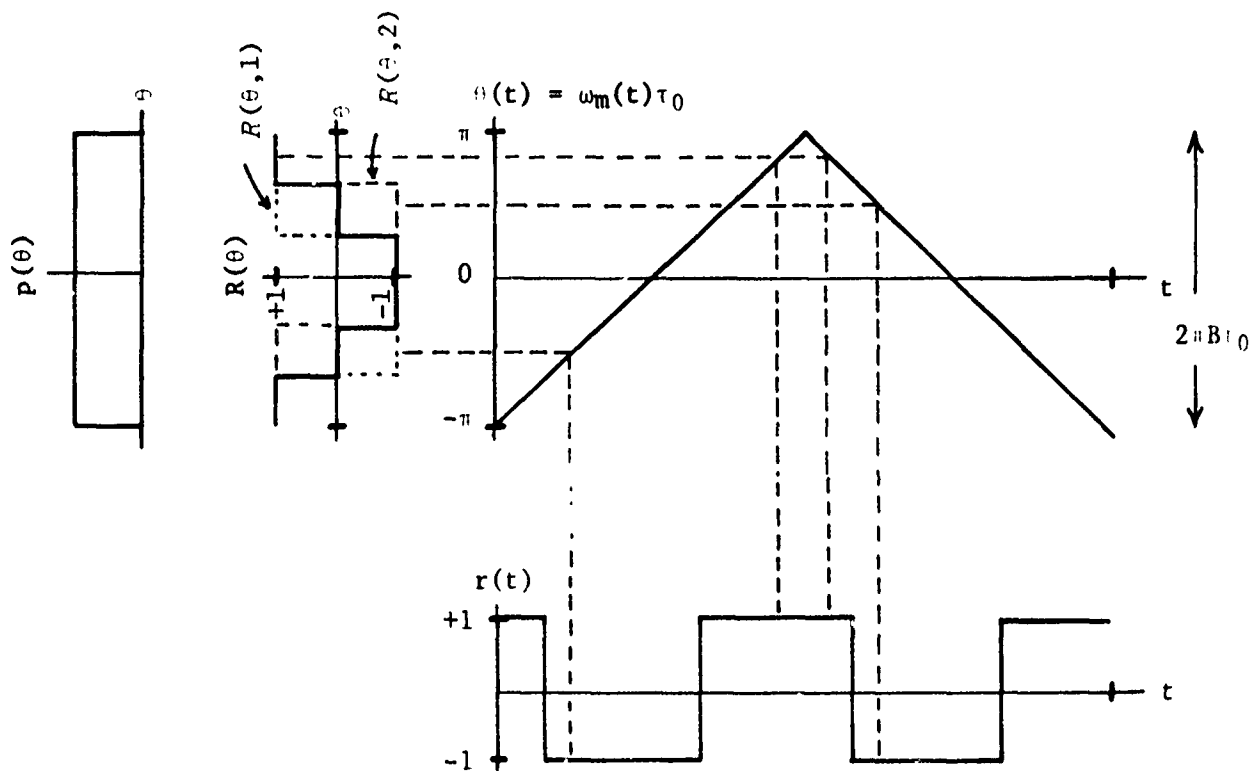 R(θ,1)
R(θ,2)
θ
θ
θ(t) = ωm(t)τ0
π
p(θ)
R(θ)
+1
-1
0
t
2πBτ0
-π
r(t)
+1
t
-1